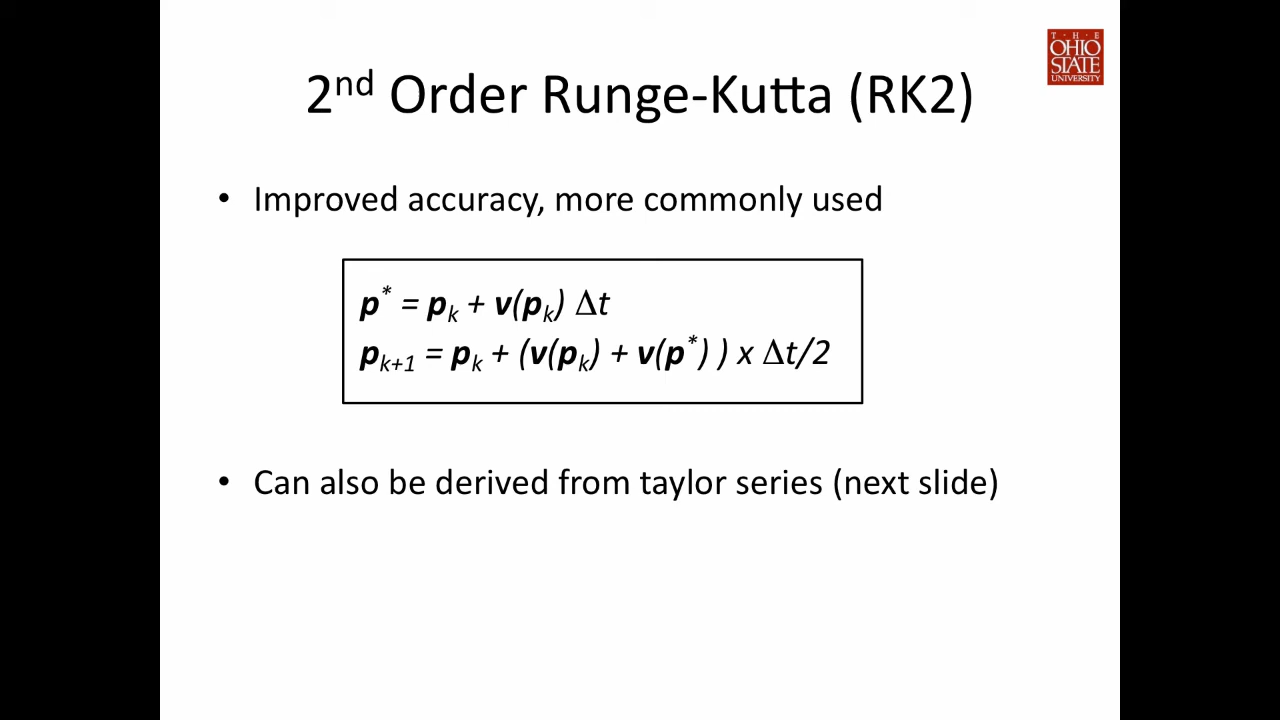 T · H · E
OHIO
STATE
UNIVERSITY
2nd Order Runge-Kutta (RK2)
• Improved accuracy, more commonly used
p* = pk + v(pk) Δt
pk+1 = pk + (v(pk) + v(p*) ) x Δt/2
• Can also be derived from taylor series (next slide)